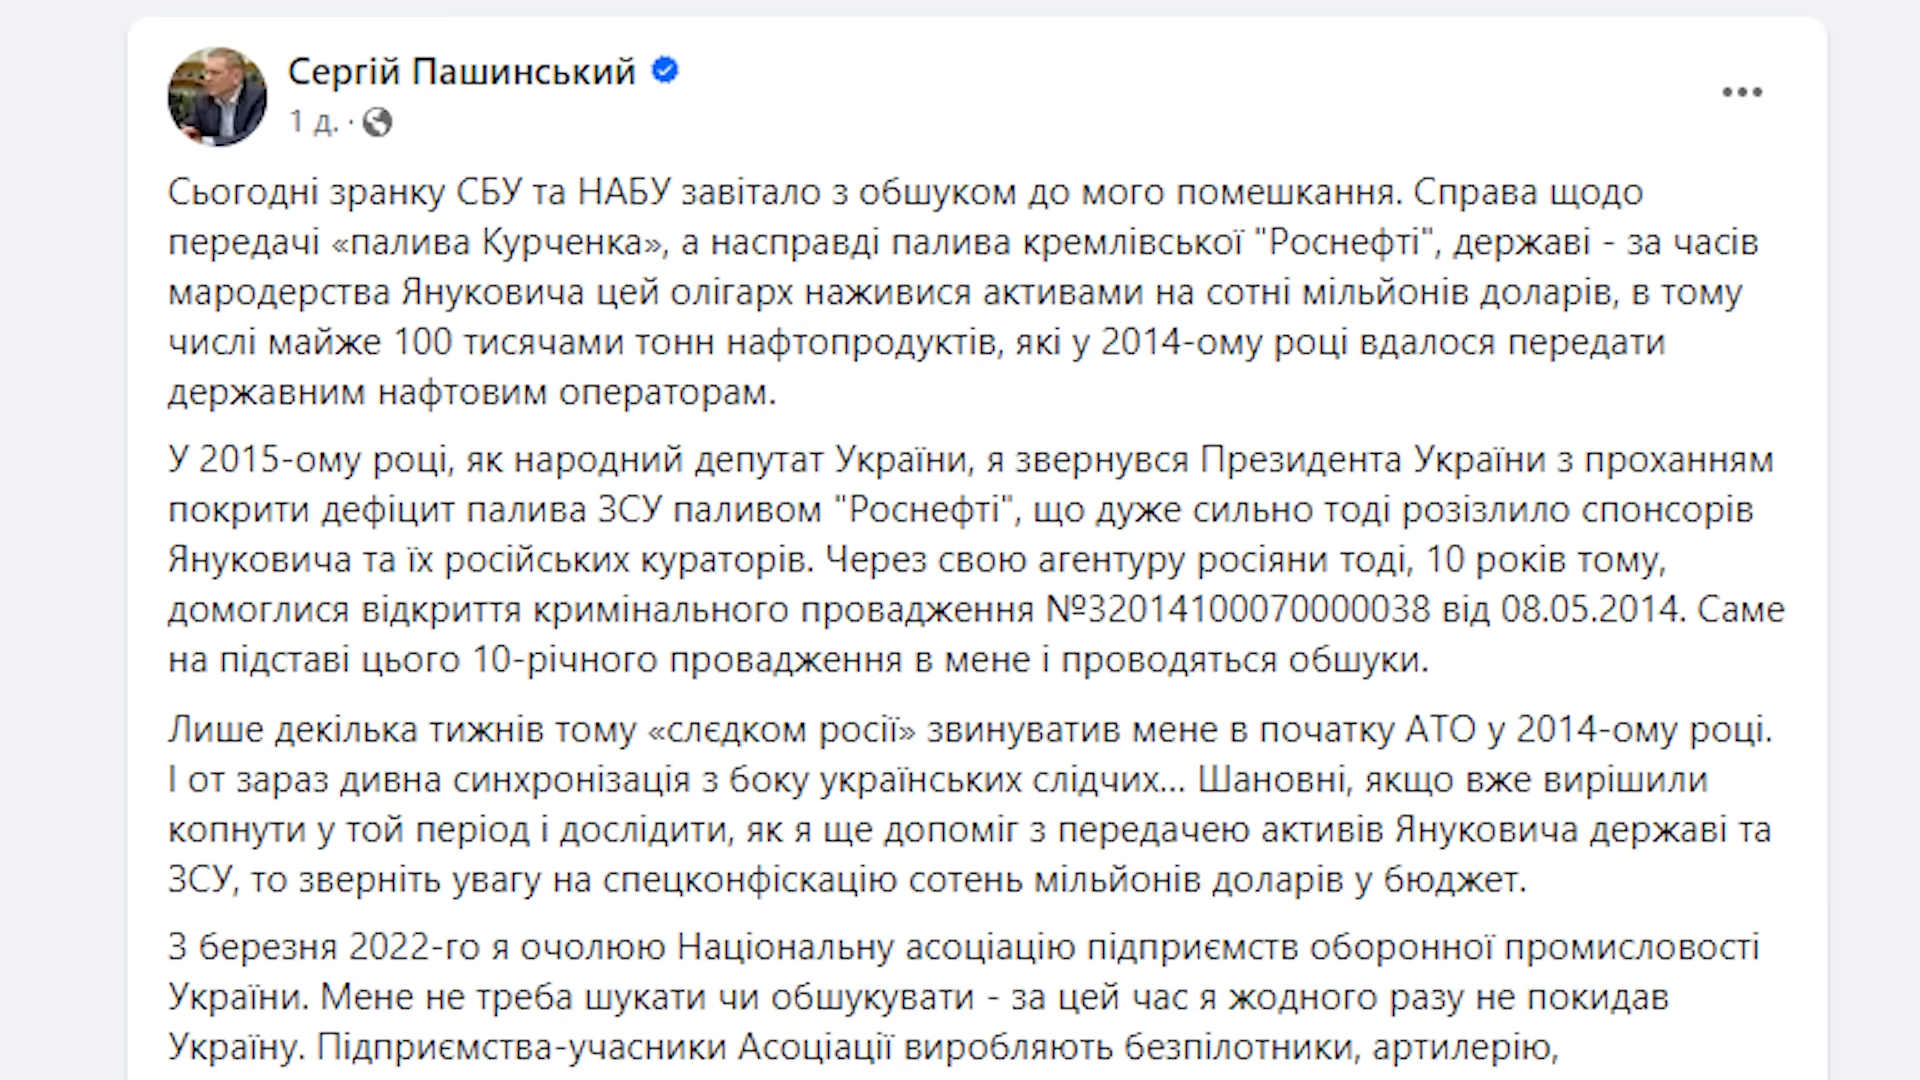 Сергій Пашинський
1 д. ·
Сьогодні зранку СБУ та НАБУ завітало з обшуком до мого помешкання. Справа щодо
передачі «палива Курченка», а насправді палива кремлівської "Роснефті", державі - за часів
мародерства Януковича цей олігарх наживися активами на сотні мільйонів доларів, в тому
числі майже 100 тисячами тонн нафтопродуктів, які у 2014-ому році вдалося передати
державним нафтовим операторам.
У 2015-ому році, як народний депутат України, я звернувся Президента України з проханням
покрити дефіцит палива ЗСУ паливом "Роснефті", що дуже сильно тоді розізлило спонсорів
Януковича та їх російських кураторів. Через свою агентуру росіяни тоді, 10 років тому,
домоглися відкриття кримінального провадження №32014100070000038 від 08.05.2014. Саме
на підставі цього 10-річного провадження в мене і проводяться обшуки.
Лише декілька тижнів тому «слєдком росії» звинуватив мене в початку АТО у 2014-ому році.
І от зараз дивна синхронізація з боку українських слідчих... Шановні, якщо вже вирішили
копнути у той період і дослідити, як я ще допоміг з передачею активів Януковича державі та
ЗСУ, то зверніть увагу на спецконфіскацію сотень мільйонів доларів у бюджет.
З березня 2022-го я очолюю Національну асоціацію підприємств оборонної промисловості
України. Мене не треба шукати чи обшукувати - за цей час я жодного разу не покидав
Україну. Підприємства-учасники Асоціації виробляють безпілотники, артилерію,